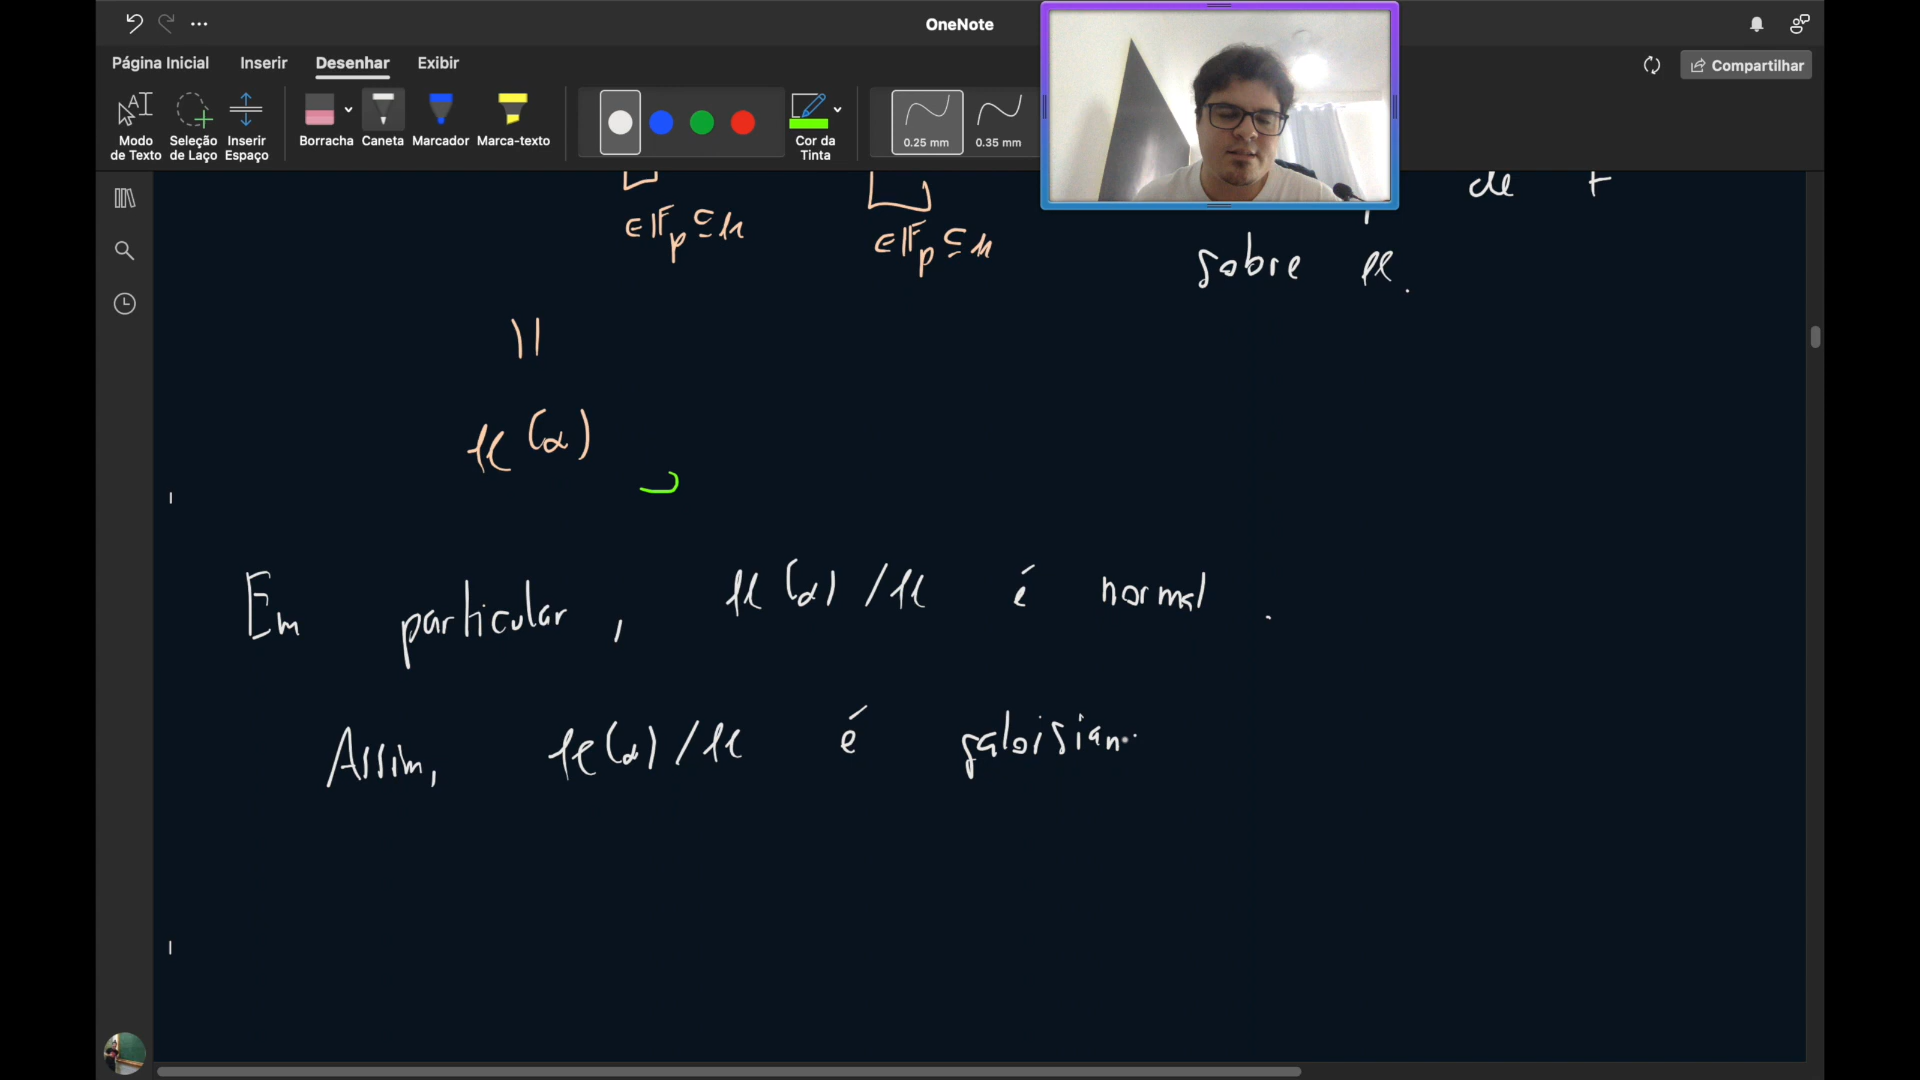 OneNote
Página Inicial Inserir Desenhar Exibir
Compartilhar
Modo de Texto
Seleção de Laço
Inserir Espaço
Borracha Caneta Marcador Marca-texto
Cor da Tinta
0.25 mm 0.35 mm
de f
∈ 𝔽p ⊆ k ∈ 𝔽p ⊆ k sobre k.
||
k(α)
Em particular, k(α)/k é normal.
Assim, k(α)/k é galoisian